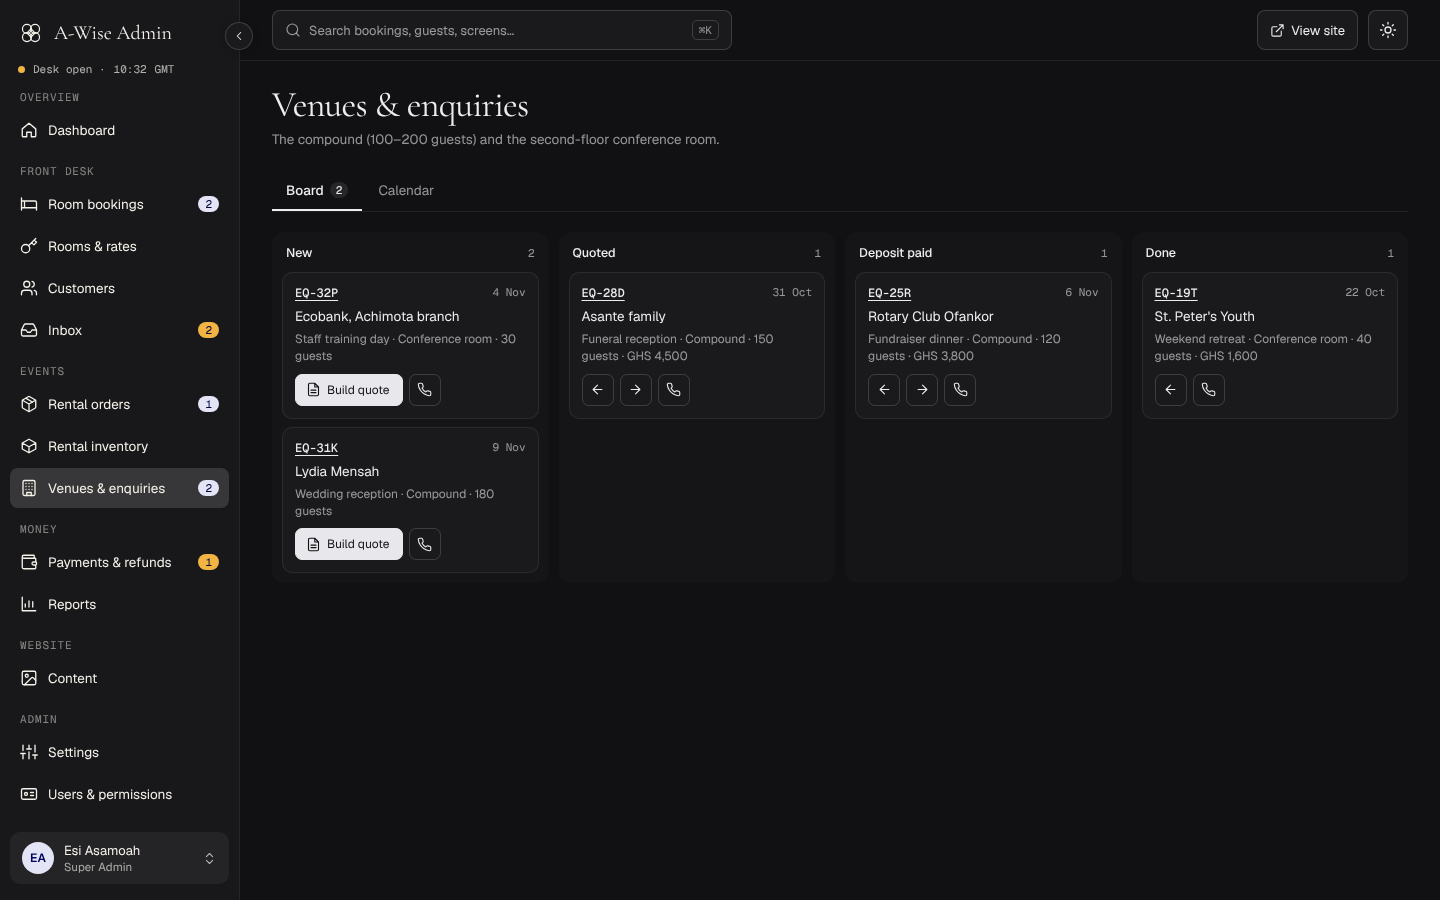 A-Wise Admin
Desk open · 10:32 GMT
OVERVIEW
Dashboard
FRONT DESK
Room bookings 2
Rooms & rates
Customers
Inbox 2
EVENTS
Rental orders 1
Rental inventory
Venues & enquiries 2
MONEY
Payments & refunds 1
Reports
WEBSITE
Content
ADMIN
Settings
Users & permissions
EA
Esi Asamoah
Super Admin
Search bookings, guests, screens... ⌘K
View site
Venues & enquiries
The compound (100–200 guests) and the second-floor conference room.
Board 2 Calendar
New 2
EQ-32P 4 Nov
Ecobank, Achimota branch
Staff training day · Conference room · 30
guests
Build quote
EQ-31K 9 Nov
Lydia Mensah
Wedding reception · Compound · 180
guests
Build quote
Quoted 1
EQ-28D 31 Oct
Asante family
Funeral reception · Compound · 150
guests · GHS 4,500
Deposit paid 1
EQ-25R 6 Nov
Rotary Club Ofankor
Fundraiser dinner · Compound · 120
guests · GHS 3,800
Done 1
EQ-19T 22 Oct
St. Peter's Youth
Weekend retreat · Conference room · 40
guests · GHS 1,600